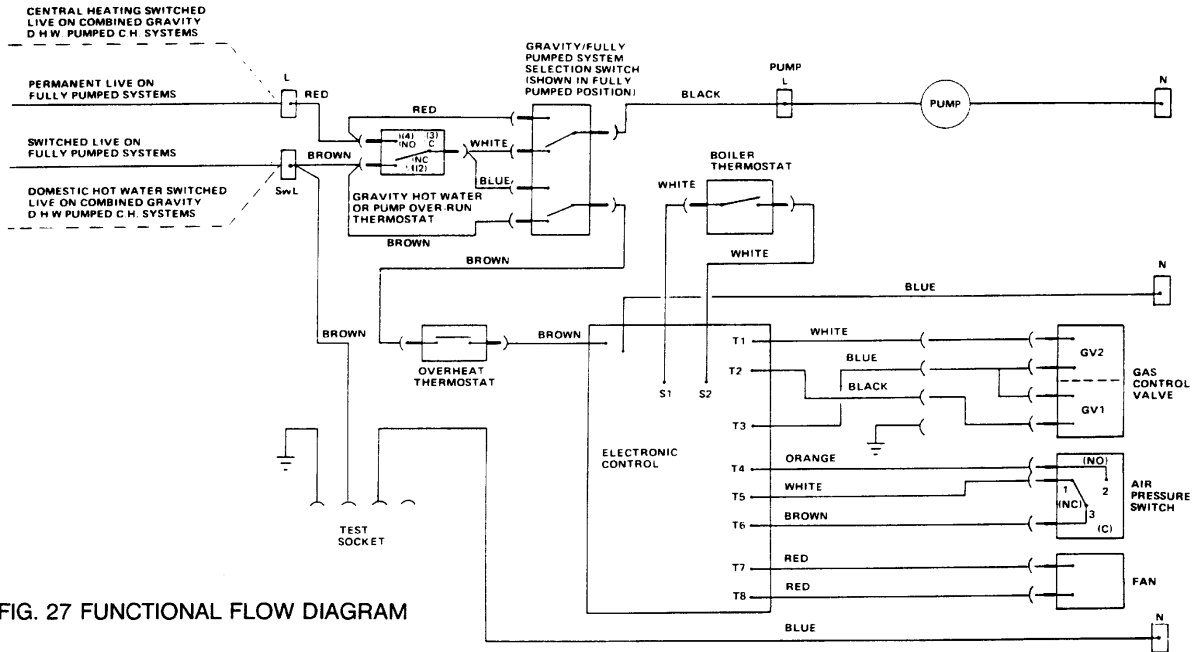 CENTRAL HEATING SWITCHED
LIVE ON COMBINED GRAVITY
D H W. PUMPED C.H. SYSTEMS
PERMANENT LIVE ON
FULLY PUMPED SYSTEMS
L
RED
SWITCHED LIVE ON
FULLY PUMPED SYSTEMS
BROWN
SwL
DOMESTIC HOT WATER SWITCHED
LIVE ON COMBINED GRAVITY
D H W PUMPED C.H. SYSTEMS
RED
(4) (3)
NO C
NC
(2)
WHITE
BLUE
GRAVITY HOT WATER
OR PUMP OVER-RUN
THERMOSTAT
BROWN
GRAVITY/FULLY
PUMPED SYSTEM
SELECTION SWITCH
(SHOWN IN FULLY
PUMPED POSITION)
BLACK
PUMP
L
PUMP
N
BOILER
THERMOSTAT
WHITE
WHITE
BROWN
BROWN
OVERHEAT
THERMOSTAT
BROWN
BLUE
N
S1
S2
ELECTRONIC
CONTROL
T1
WHITE
BLUE
T2
BLACK
T3
GV2
GV1
GAS
CONTROL
VALVE
T4
ORANGE
T5
WHITE
T6
BROWN
(NO)
1
2
(NC)
3
(C)
AIR
PRESSURE
SWITCH
T7
RED
T8
RED
FAN
TEST
SOCKET
BLUE
N
FIG. 27 FUNCTIONAL FLOW DIAGRAM